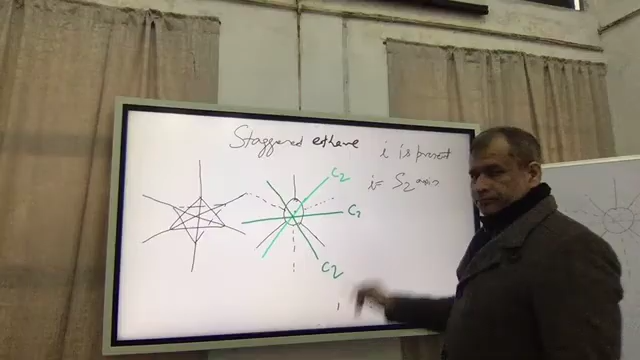 Staggered ethane
i is present
i = S2 axis
C2
C2
C2